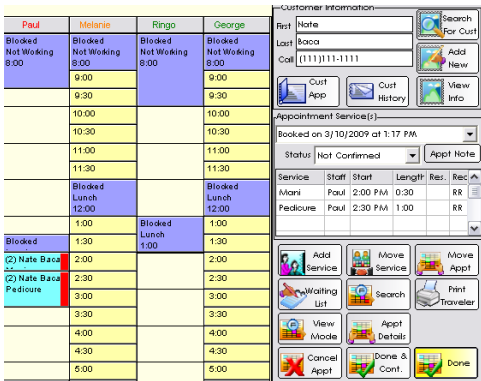 Paul
Melanie
Ringo
George
Blocked
Not Working
8:00
Blocked
Not Working
8:00
Blocked
Not Working
8:00
Blocked
Not Working
8:00
9:00
9:00
9:30
9:30
10:00
10:00
10:30
10:30
11:00
11:00
11:30
11:30
Blocked
Lunch
12:00
Blocked
Lunch
12:00
1:00
Blocked
Lunch
1:00
1:00
Blocked
1:30
1:30
(2) Nate Baca
2:00
2:00
(2) Nate Baca
Pedicure
2:30
2:30
3:00
3:00
3:30
3:30
4:00
4:00
4:30
4:30
5:00
5:00
Customer Information
First Nate
Last Baca
Call (111)111-1111
Search
For Cust
Add
New
Cust
App
Cust
History
View
Info
Appointment Service(s)
Booked on 3/10/2009 at 1:17 PM
Status Not Confirmed
Appt Note
Service Staff Start Length Res. Rec
Mani Paul 2:00 PM 0:30 RR
Pedicure Paul 2:30 PM 1:00 RR
Add
Service
Move
Service
Move
Appt
Waiting
List
Search
Print
Traveler
View
Mode
Appt
Details
Cancel
Appt
Done &
Cont.
Done